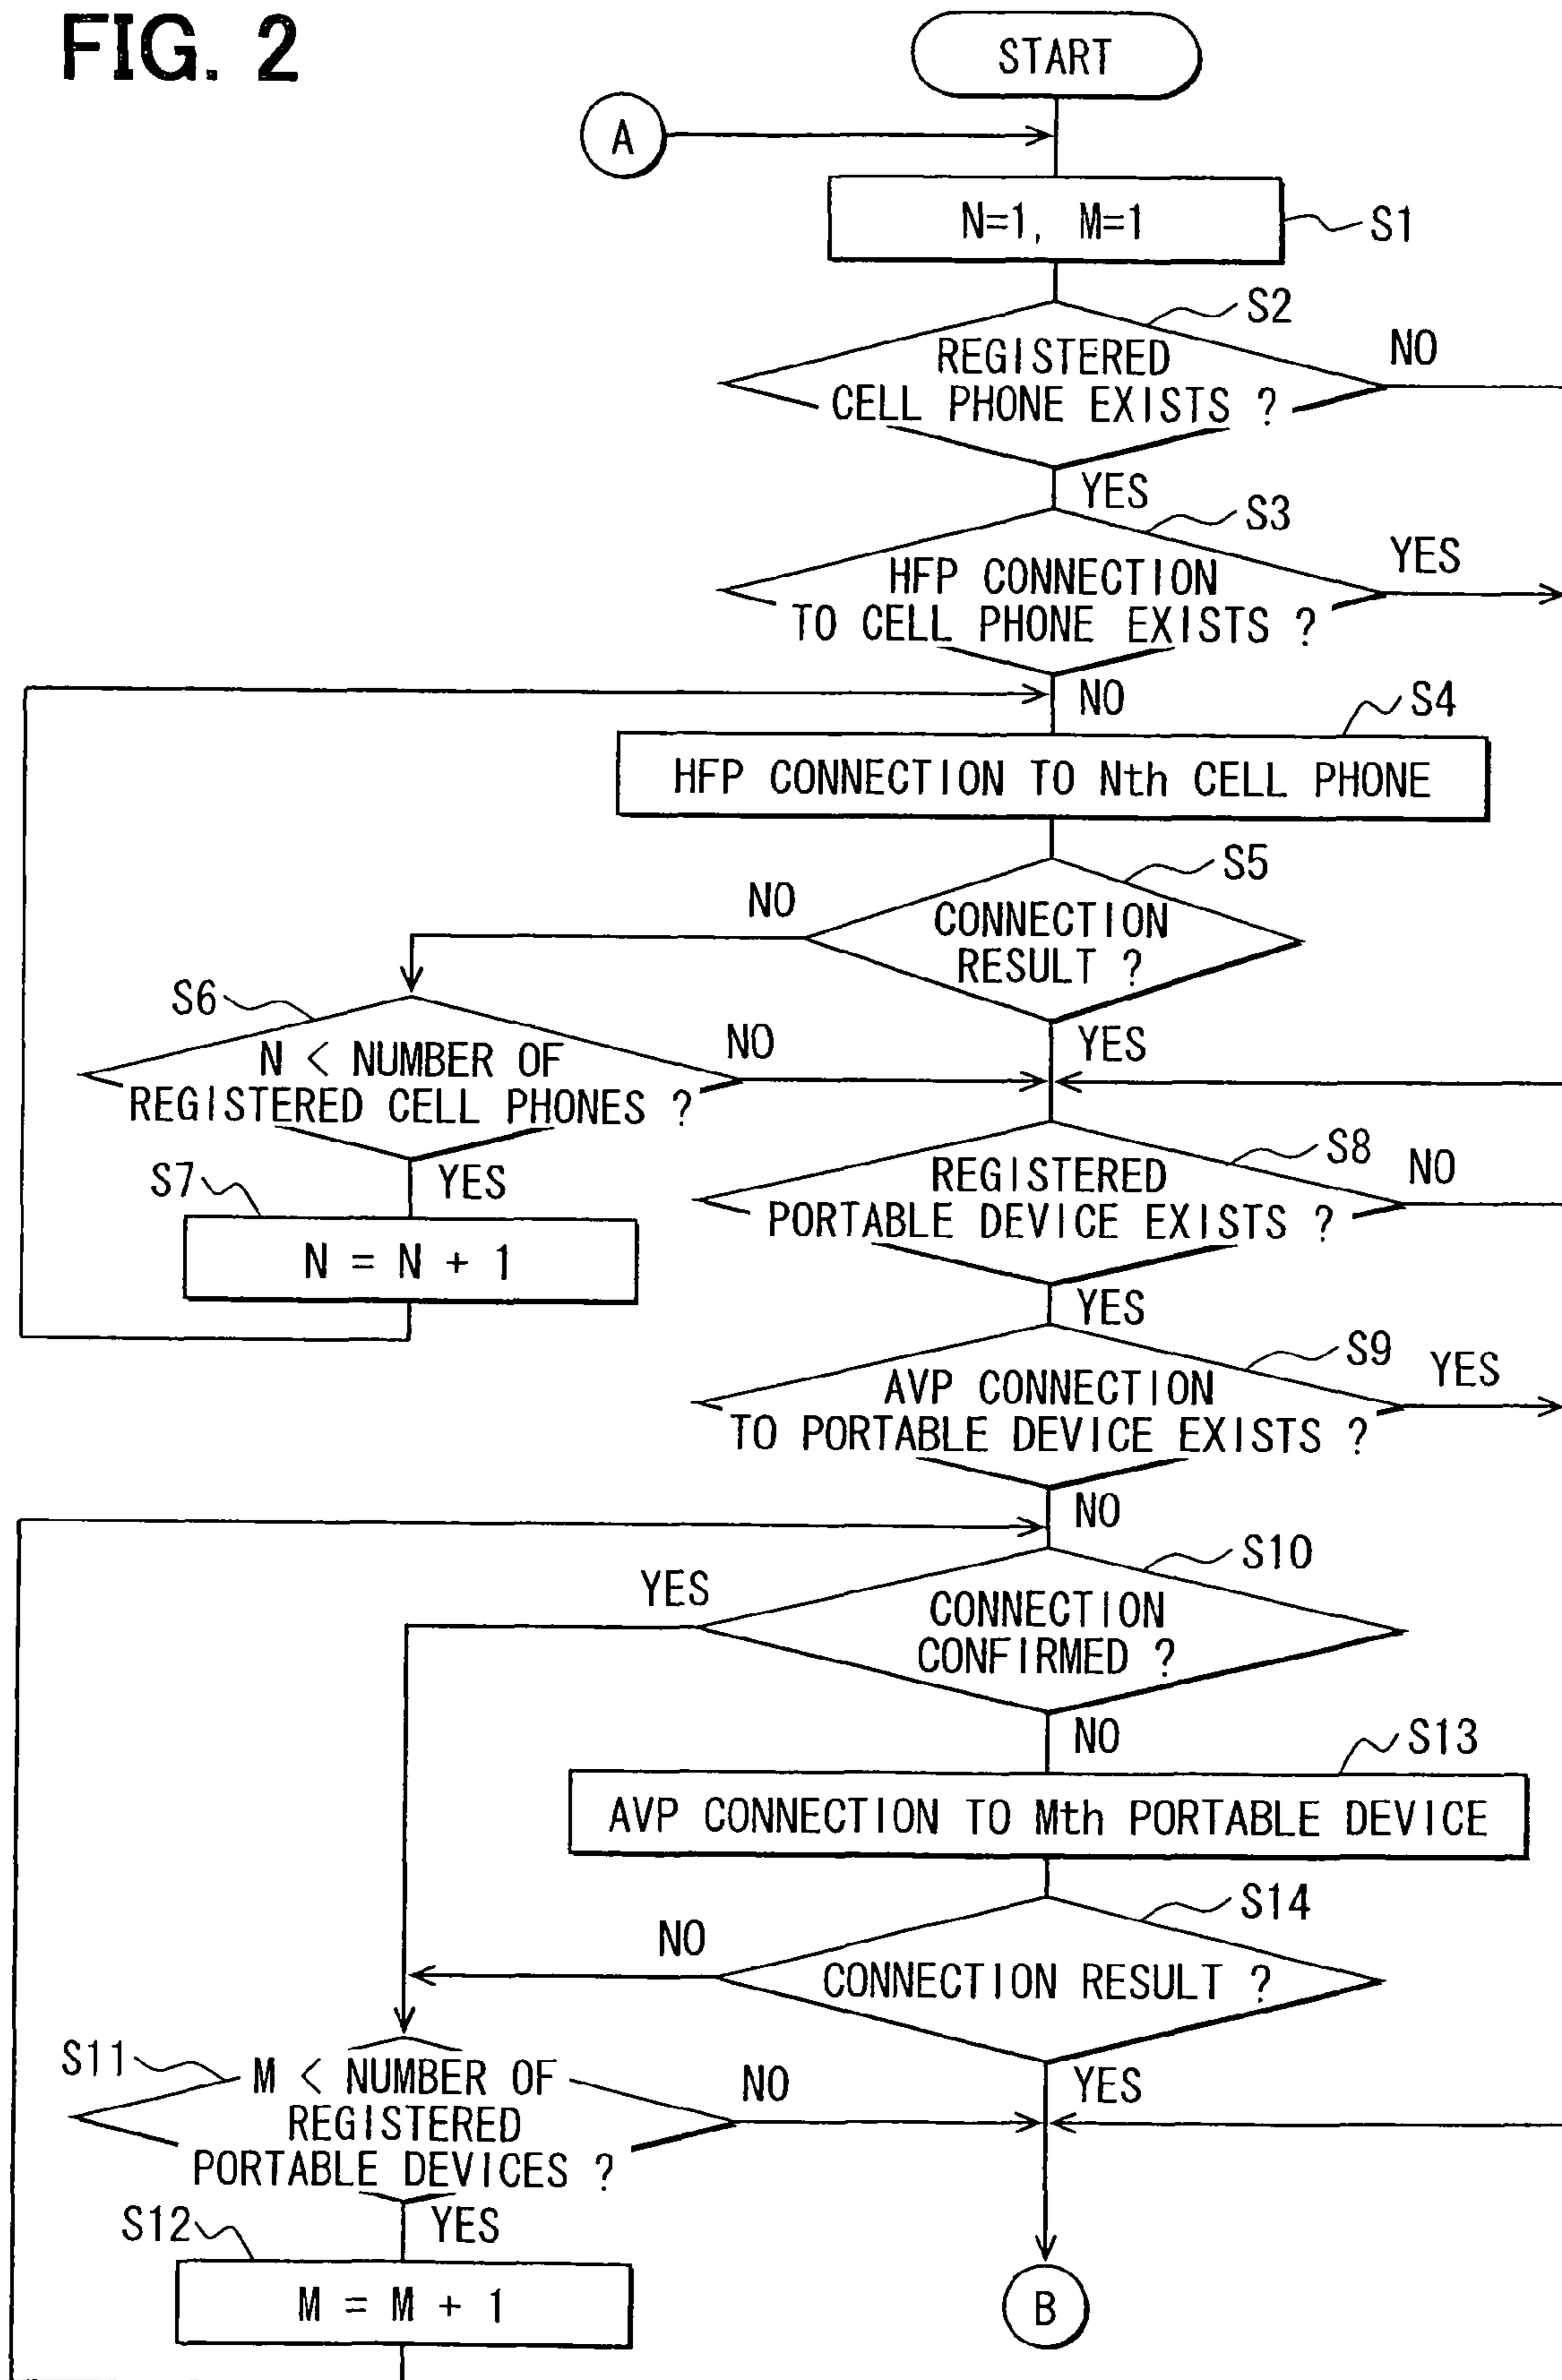 FIG. 2
START
A
N=1, M=1
S1
S2
REGISTERED
CELL PHONE EXISTS ?
NO
YES
S3
HFP CONNECTION
TO CELL PHONE EXISTS ?
YES
NO
S4
HFP CONNECTION TO Nth CELL PHONE
S5
CONNECTION
RESULT ?
NO
YES
S6
N < NUMBER OF
REGISTERED CELL PHONES ?
NO
YES
S7
N = N + 1
S8
REGISTERED
PORTABLE DEVICE EXISTS ?
NO
YES
S9
AVP CONNECTION
TO PORTABLE DEVICE EXISTS ?
YES
NO
S10
CONNECTION
CONFIRMED ?
YES
NO
S13
AVP CONNECTION TO Mth PORTABLE DEVICE
S14
CONNECTION RESULT ?
NO
YES
S11
M < NUMBER OF
REGISTERED
PORTABLE DEVICES ?
NO
YES
S12
M = M + 1
B